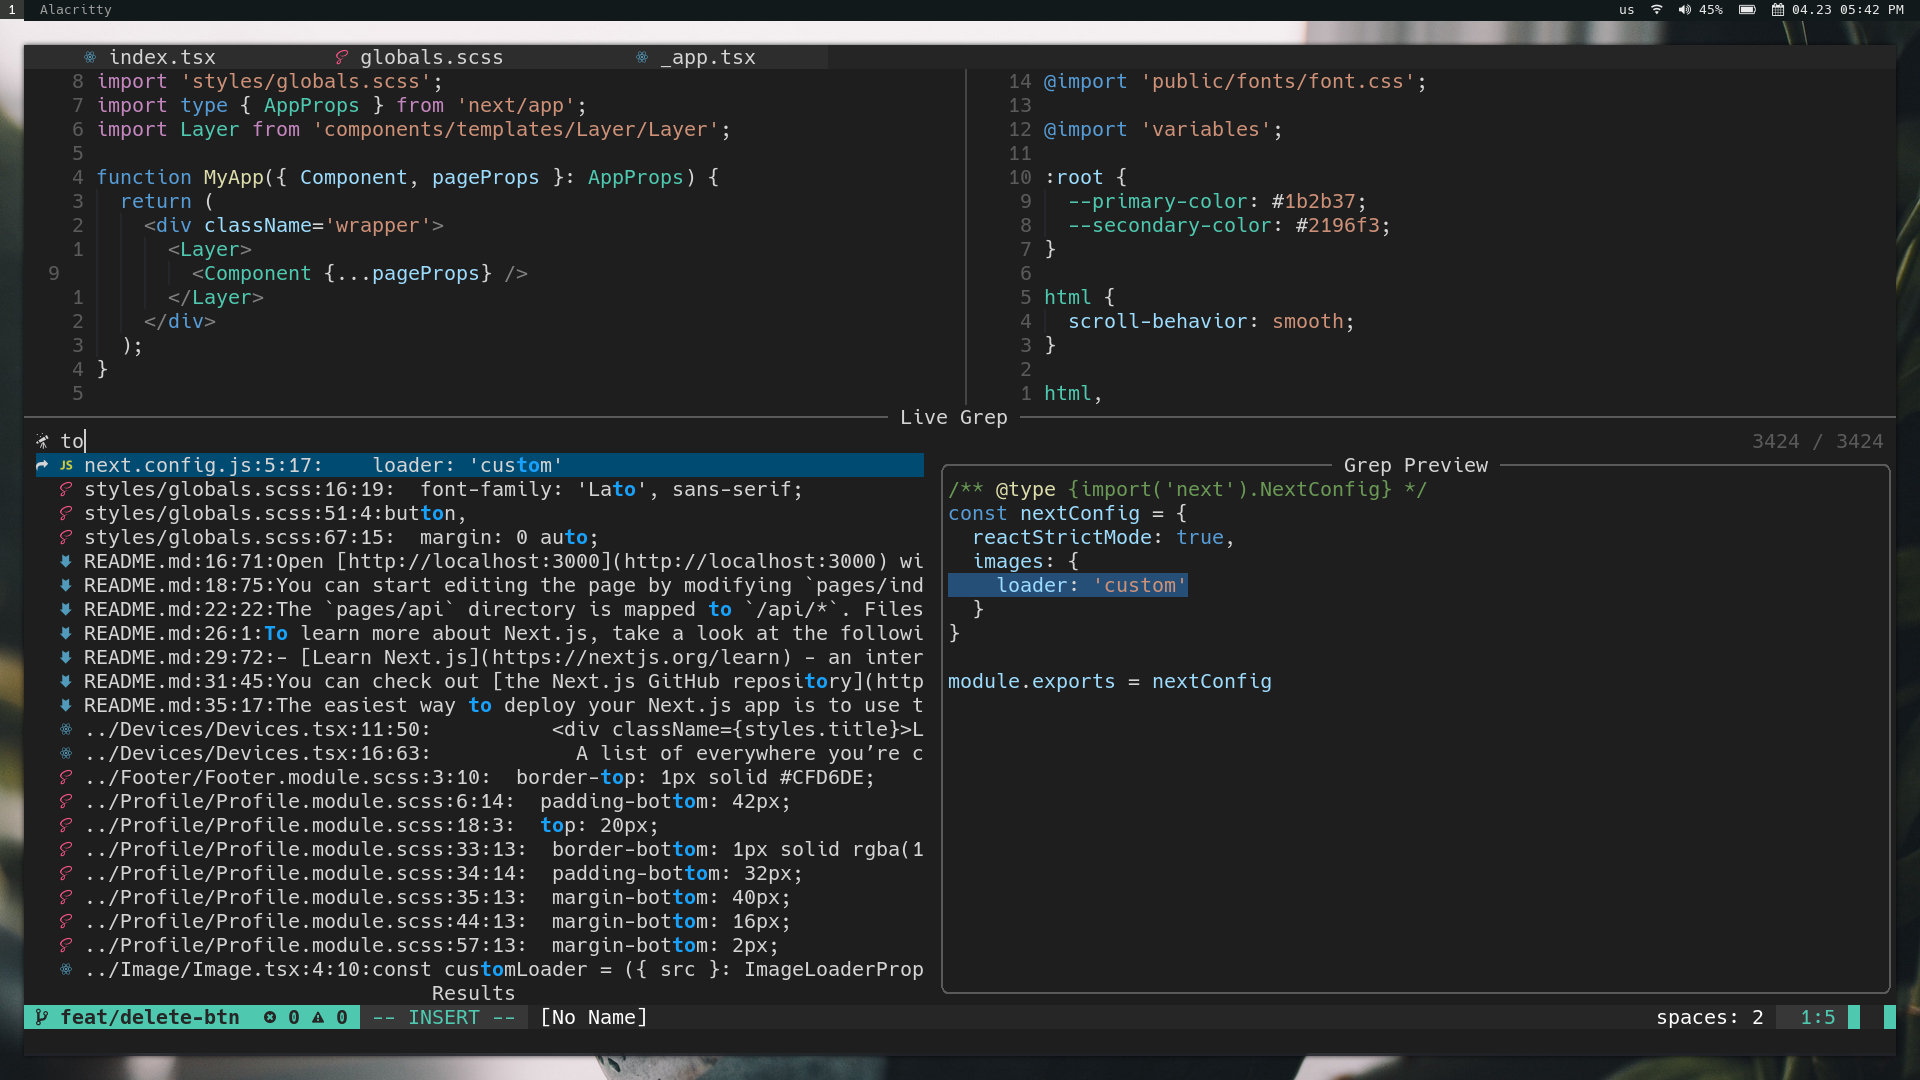 1 Alacritty us 45% 04.23 05:42 PM
index.tsx globals.scss _app.tsx
8 import 'styles/globals.scss';
7 import type { AppProps } from 'next/app';
6 import Layer from 'components/templates/Layer/Layer';
5
4 function MyApp({ Component, pageProps }: AppProps) {
3 return (
2 <div className='wrapper'>
1 <Layer>
9 <Component {...pageProps} />
1 </Layer>
2 </div>
3 );
4 }
5
14 @import 'public/fonts/font.css';
13
12 @import 'variables';
11
10 :root {
9 --primary-color: #1b2b37;
8 --secondary-color: #2196f3;
7 }
6
5 html {
4 scroll-behavior: smooth;
3 }
2
1 html,
Live Grep
to 3424 / 3424
JS next.config.js:5:17: loader: 'custom'
styles/globals.scss:16:19: font-family: 'Lato', sans-serif;
styles/globals.scss:51:4:button,
styles/globals.scss:67:15: margin: 0 auto;
README.md:16:71:Open [http://localhost:3000](http://localhost:3000) wi
README.md:18:75:You can start editing the page by modifying `pages/ind
README.md:22:22:The `pages/api` directory is mapped to `/api/*`. Files
README.md:26:1:To learn more about Next.js, take a look at the followi
README.md:29:72:- [Learn Next.js](https://nextjs.org/learn) - an inter
README.md:31:45:You can check out [the Next.js GitHub repository](http
README.md:35:17:The easiest way to deploy your Next.js app is to use t
../Devices/Devices.tsx:11:50: <div className={styles.title}>L
../Devices/Devices.tsx:16:63: A list of everywhere you’re c
../Footer/Footer.module.scss:3:10: border-top: 1px solid #CFD6DE;
../Profile/Profile.module.scss:6:14: padding-bottom: 42px;
../Profile/Profile.module.scss:18:3: top: 20px;
../Profile/Profile.module.scss:33:13: border-bottom: 1px solid rgba(1
../Profile/Profile.module.scss:34:14: padding-bottom: 32px;
../Profile/Profile.module.scss:35:13: margin-bottom: 40px;
../Profile/Profile.module.scss:44:13: margin-bottom: 16px;
../Profile/Profile.module.scss:57:13: margin-bottom: 2px;
../Image/Image.tsx:4:10:const customLoader = ({ src }: ImageLoaderProp
Results
Grep Preview
/** @type {import('next').NextConfig} */
const nextConfig = {
reactStrictMode: true,
images: {
loader: 'custom'
}
}
module.exports = nextConfig
feat/delete-btn 0 0 -- INSERT -- [No Name] spaces: 2 1:5